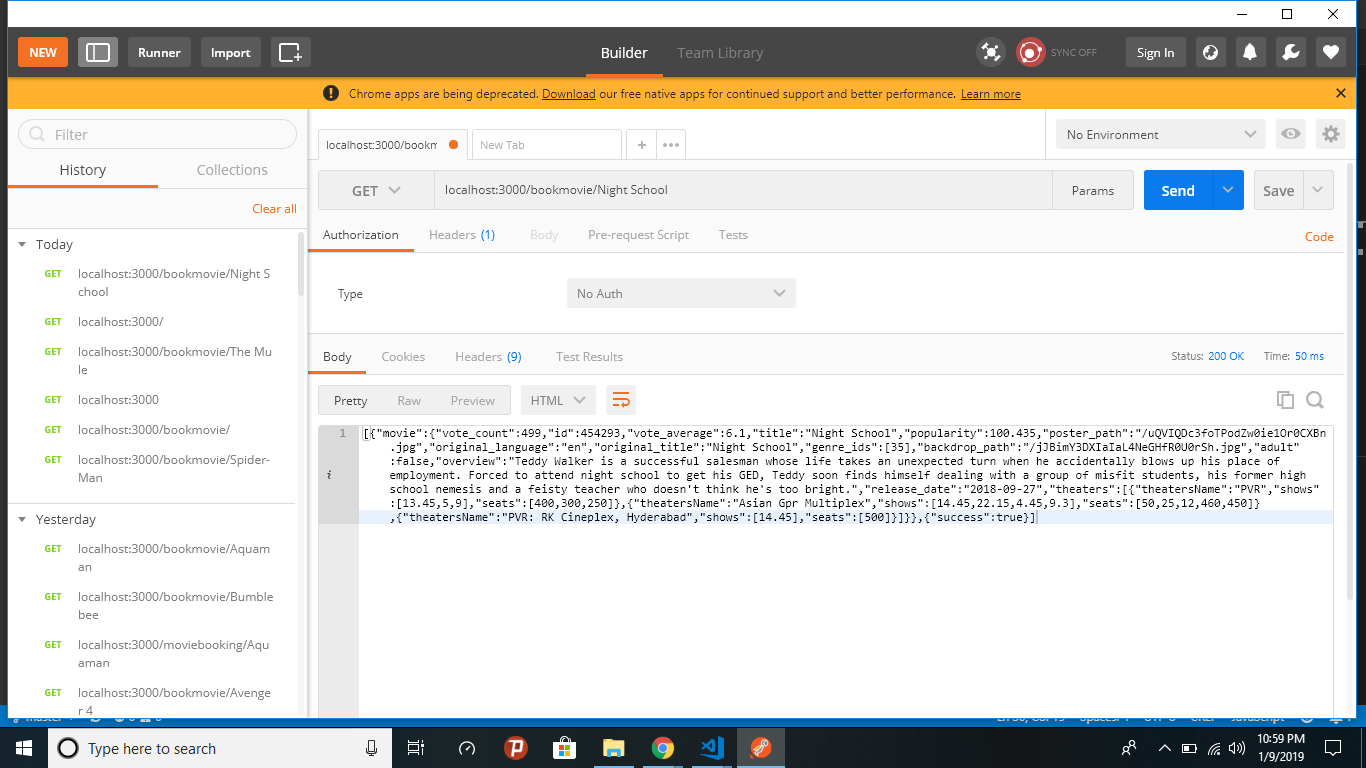 NEW
Runner
Import
Builder
Team Library
SYNC OFF
Sign In
Chrome apps are being deprecated. Download our free native apps for continued support and better performance. Learn more
Filter
History
Collections
Clear all
Today
GET localhost:3000/bookmovie/Night S
chool
GET localhost:3000/
GET localhost:3000/bookmovie/The Mu
le
GET localhost:3000
GET localhost:3000/bookmovie/
GET localhost:3000/bookmovie/Spider-
Man
Yesterday
GET localhost:3000/bookmovie/Aquam
an
GET localhost:3000/bookmovie/Bumble
bee
GET localhost:3000/moviebooking/Aqu
aman
GET localhost:3000/bookmovie/Avenge
r 4
localhost:3000/bookm
New Tab
No Environment
GET
localhost:3000/bookmovie/Night School
Params
Send
Save
Authorization
Headers (1)
Body
Pre-request Script
Tests
Code
Type
No Auth
Body
Cookies
Headers (9)
Test Results
Status: 200 OK
Time: 50 ms
Pretty
Raw
Preview
HTML
1
[{"movie":{"vote_count":499,"id":454293,"vote_average":6.1,"title":"Night School","popularity":100.435,"poster_path":"/uQVIQDc3foTPodZw0ie1Or0CXBn
.jpg","original_language":"en","original_title":"Night School","genre_ids":[35],"backdrop_path":"/jJBimY3DXIaIaL4NeGHfR0U0rSh.jpg","adult"
:false,"overview":"Teddy Walker is a successful salesman whose life takes an unexpected turn when he accidentally blows up his place of
employment. Forced to attend night school to get his GED, Teddy soon finds himself dealing with a group of misfit students, his former high
school nemesis and a feisty teacher who doesn't think he's too bright.","release_date":"2018-09-27","theaters":[{"theatersName":"PVR","shows"
:[13.45,5,9],"seats":[400,300,250]},{"theatersName":"Asian Gpr Multiplex","shows":[14.45,22.15,4.45,9.3],"seats":[50,25,12,460,450]}
,{"theatersName":"PVR: RK Cineplex, Hyderabad","shows":[14.45],"seats":[500]}]}},{"success":true}]
Type here to search
10:59 PM
1/9/2019